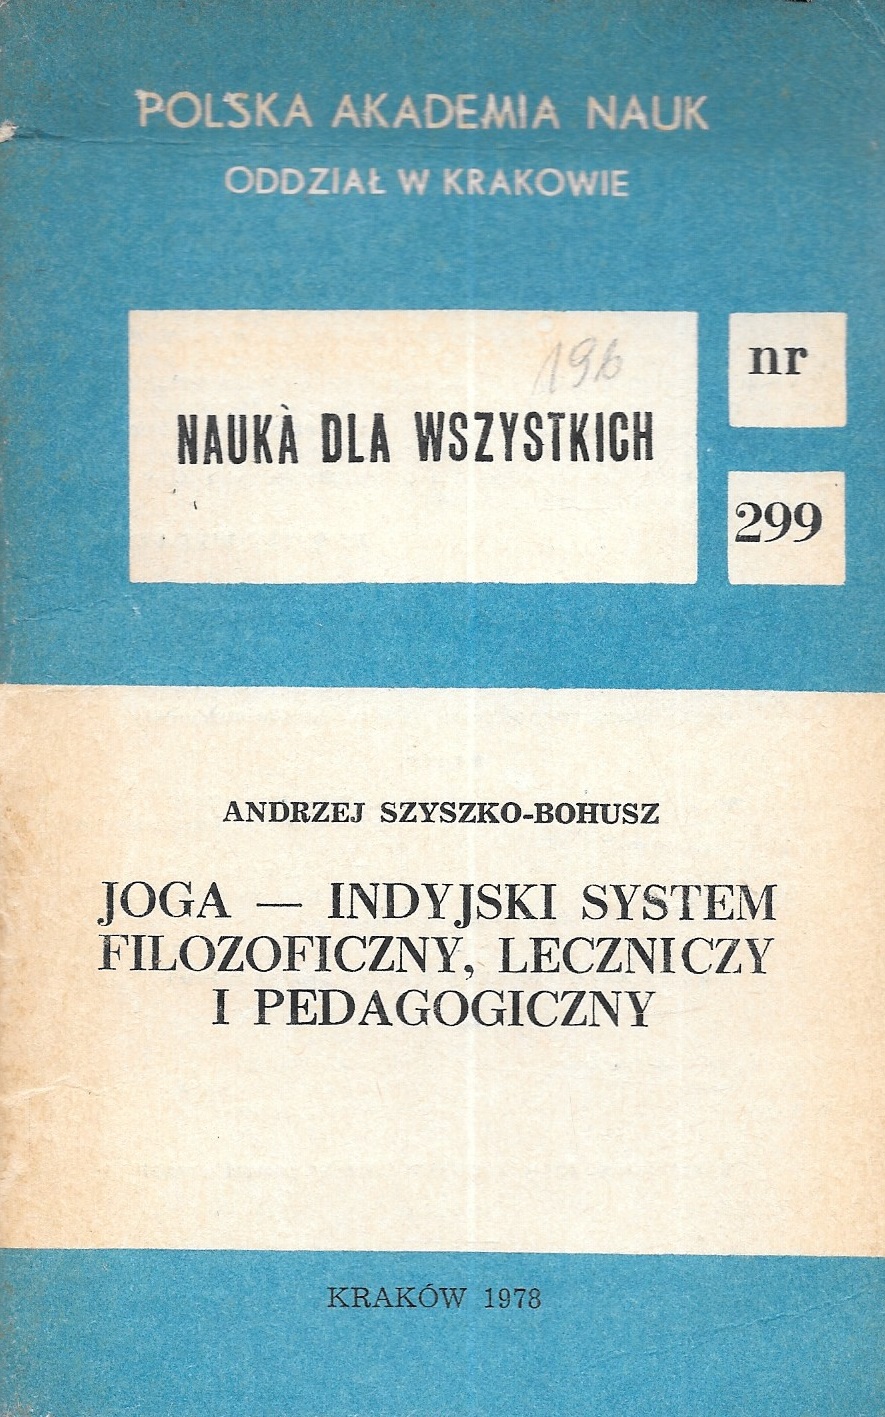 POLSKA AKADEMIA NAUK
ODDZIAŁ W KRAKOWIE
196
nr
NAUKA DLA WSZYSTKICH
299
ANDRZEJ SZYSZKO-BOHUSZ
JOGA — INDYJSKI SYSTEM
FILOZOFICZNY, LECZNICZY
I PEDAGOGICZNY
KRAKÓW 1978